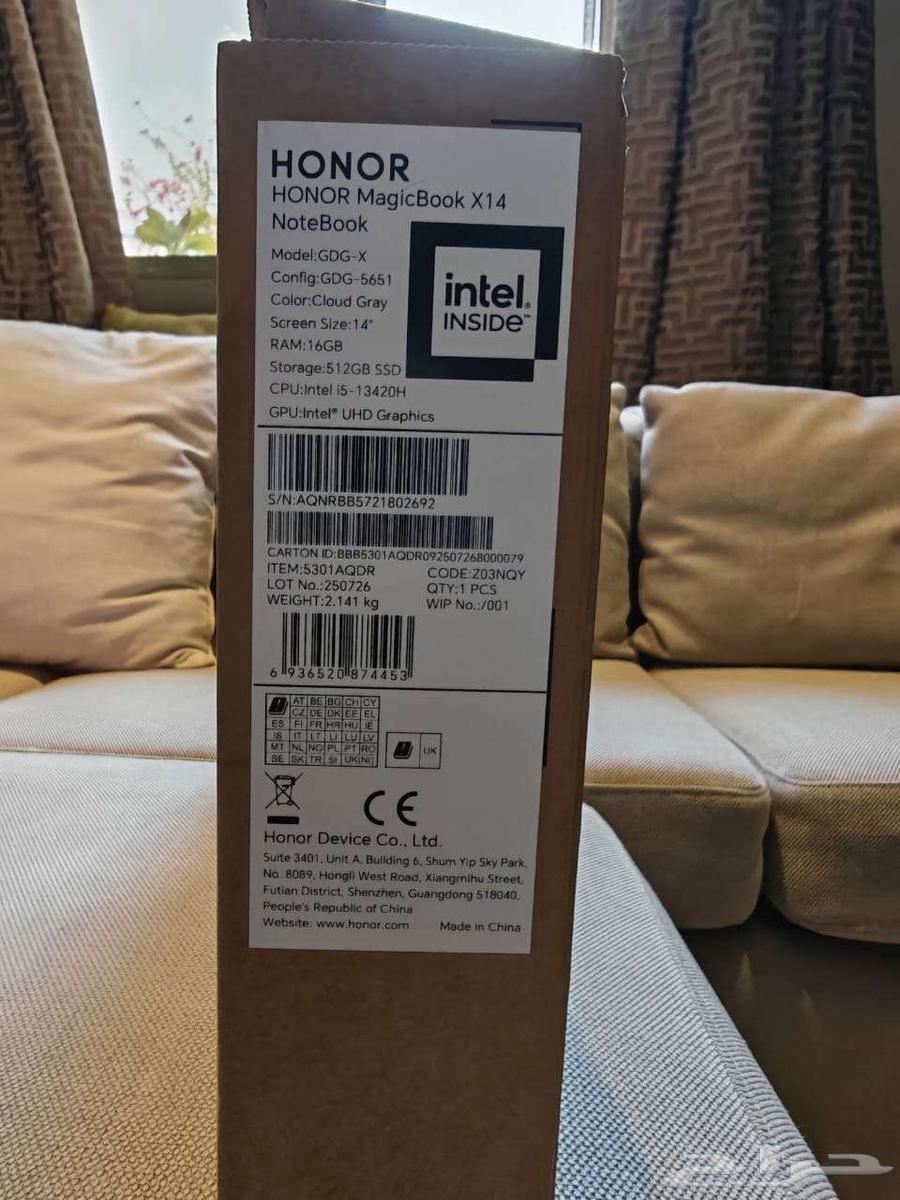 HONOR
HONOR MagicBook X14
NoteBook
Model:GDG-X
Config:GDG-5651
Color:Cloud Gray
Screen Size:14"
RAM:16GB
Storage:512GB SSD
CPU:Intel i5-13420H
GPU:Intel® UHD Graphics
intel®
INSIDE™
S/N:AQNRBB5721802692
CARTON ID:BBB5301AQDR092507268000079
ITEM:5301AQDR CODE:Z03NQY
LOT No.:250726 QTY:1 PCS
WEIGHT:2.141 kg WIP No.:/001
6 936520 874453
AT BE BG CH CY
CZ DE DK EE EL
ES FI FR HR HU IE
IS IT LT LI LU LV
MT NL NO PL PT RO
SE SK TR SI UK(NI)
UK
CE
Honor Device Co., Ltd.
Suite 3401, Unit A, Building 6, Shum Yip Sky Park,
No. 8089, Hongli West Road, Xiangmihu Street,
Futian District, Shenzhen, Guangdong 518040,
People's Republic of China
Website: www.honor.com Made in China
حراج